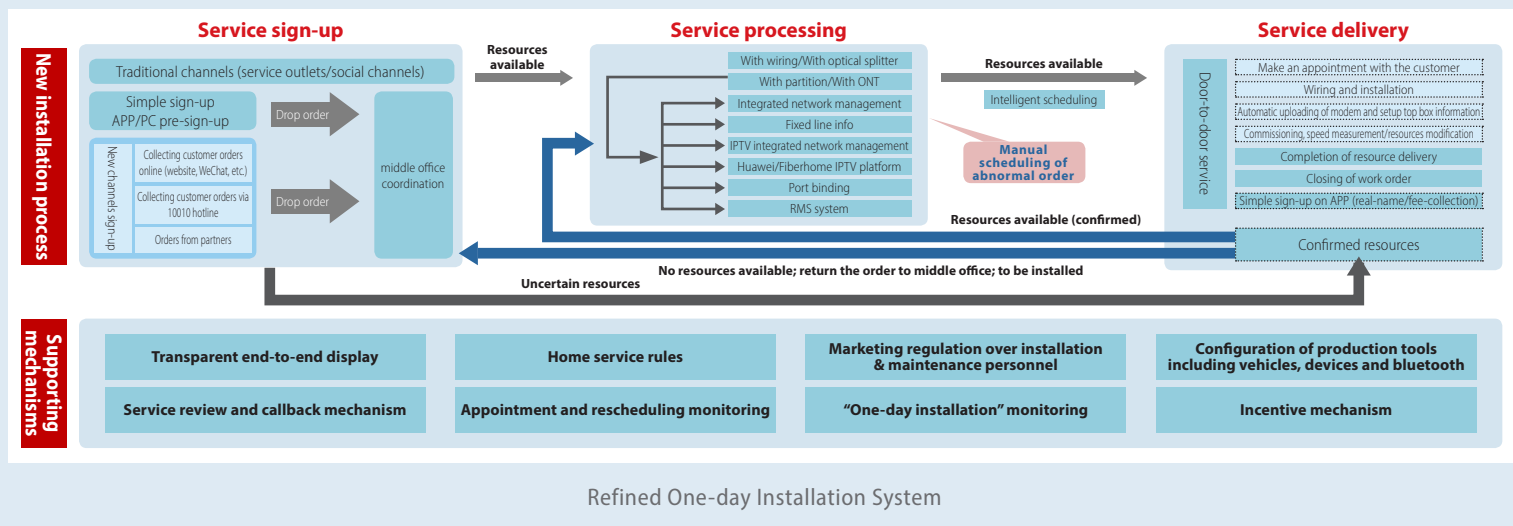 New installation process
Service sign-up
Traditional channels (service outlets/social channels)
Simple sign-up
APP/PC pre-sign-up
Drop order
New channels sign-up
Collecting customer orders
online (website, WeChat, etc.)
Collecting customer orders via
10010 hotline
Orders from partners
Drop order
middle office
coordination
Resources
available
Service processing
With wiring/With optical splitter
With partition/With ONT
Integrated network management
Fixed line info
IPTV integrated network management
Huawei/Fiberhome IPTV platform
Port binding
RMS system
Resources available
Intelligent scheduling
Manual
scheduling of
abnormal order
Service delivery
Door-to-door service
Make an appointment with the customer
Wiring and installation
Automatic uploading of modem and setup top box information
Commissioning, speed measurement/resources modification
Completion of resource delivery
Closing of work order
Simple sign-up on APP (real-name/fee-collection)
Resources available (confirmed)
Confirmed resources
No resources available; return the order to middle office; to be installed
Uncertain resources
Supporting
mechanisms
Transparent end-to-end display
Home service rules
Marketing regulation over installation
& maintenance personnel
Configuration of production tools
including vehicles, devices and bluetooth
Service review and callback mechanism
Appointment and rescheduling monitoring
“One-day installation” monitoring
Incentive mechanism
Refined One-day Installation System